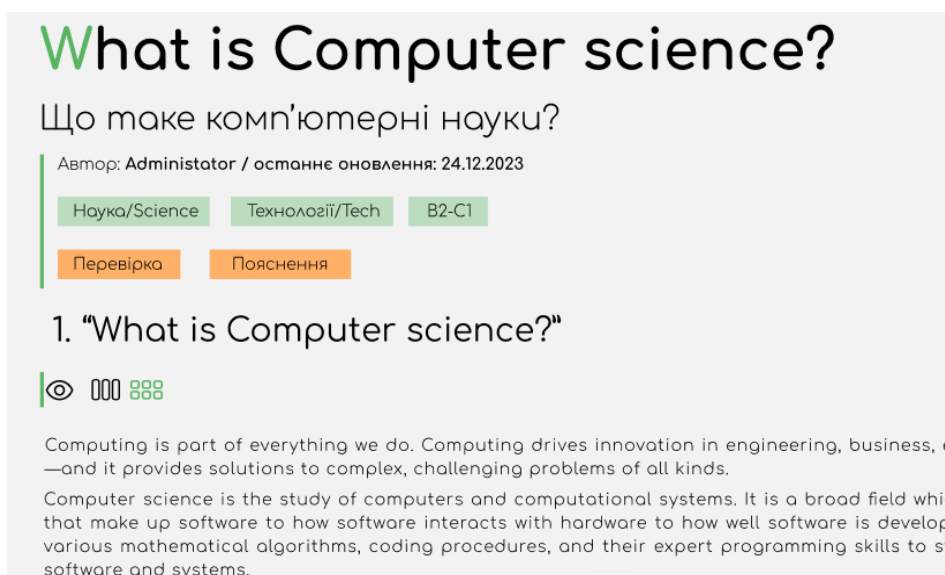 What is Computer science?
Що таке комп’ютерні науки?
Автор: Administator / останнє оновлення: 24.12.2023
Наука/Science Технології/Tech B2-C1
Перевірка Пояснення
1. “What is Computer science?”
Computing is part of everything we do. Computing drives innovation in engineering, business,
—and it provides solutions to complex, challenging problems of all kinds.
Computer science is the study of computers and computational systems. It is a broad field
that make up software to how software interacts with hardware to how well software is
various mathematical algorithms, coding procedures, and their expert programming skills to
software and systems.